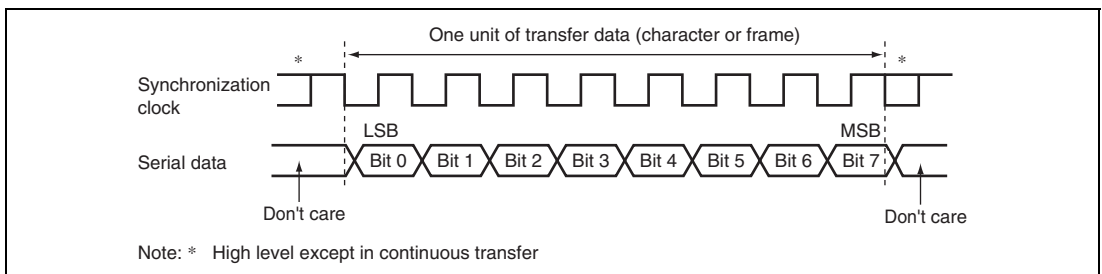 One unit of transfer data (character or frame)
* *
Synchronization
clock
LSB MSB
Serial data Bit 0 Bit 1 Bit 2 Bit 3 Bit 4 Bit 5 Bit 6 Bit 7
Don't care Don't care
Note: * High level except in continuous transfer